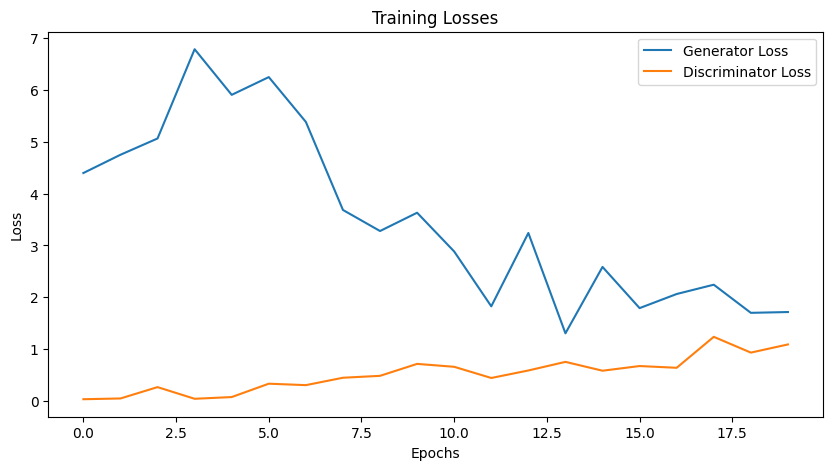 Training Losses
Generator Loss
Discriminator Loss
7
6
5
4
3
2
1
0
Loss
0.0 2.5 5.0 7.5 10.0 12.5 15.0 17.5
Epochs